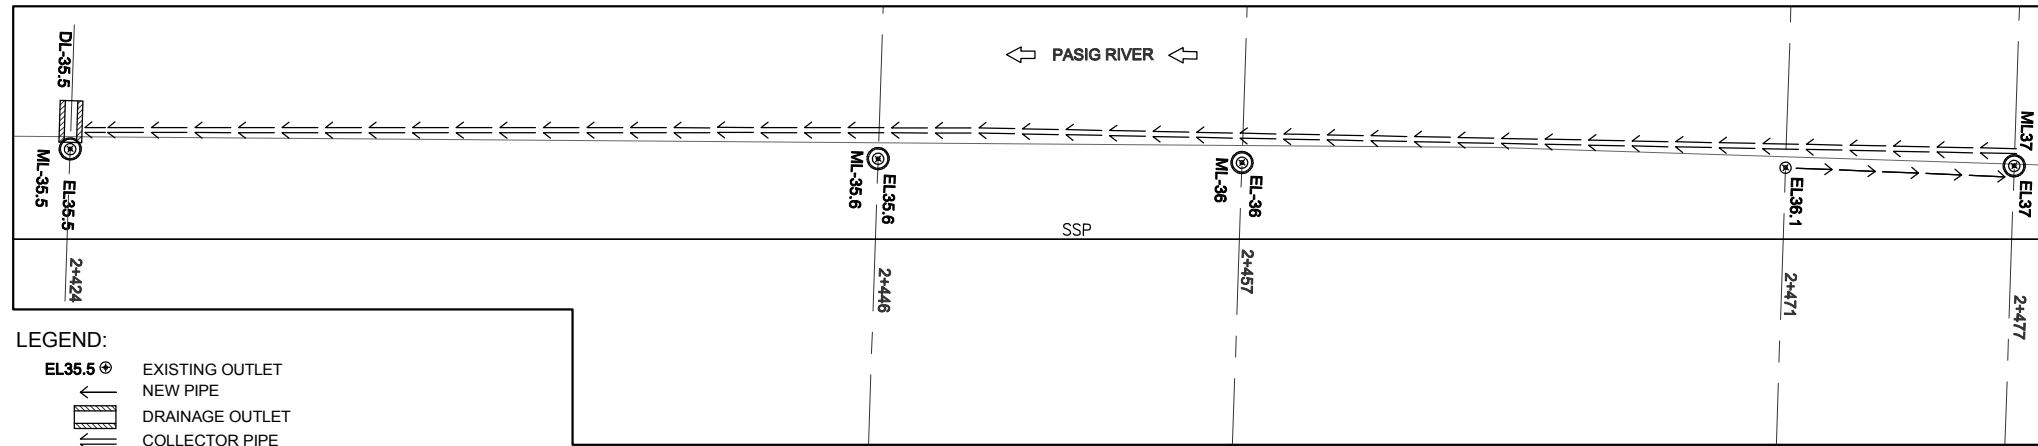 PASIG RIVER
DL-35.5
ML37
ML-35.5
EL35.5
ML-35.6
EL35.6
ML-36
EL-36
EL36.1
EL37
SSP
2+424
2+446
2+457
2+471
2+477
LEGEND:
EL35.5 EXISTING OUTLET
NEW PIPE
DRAINAGE OUTLET
COLLECTOR PIPE